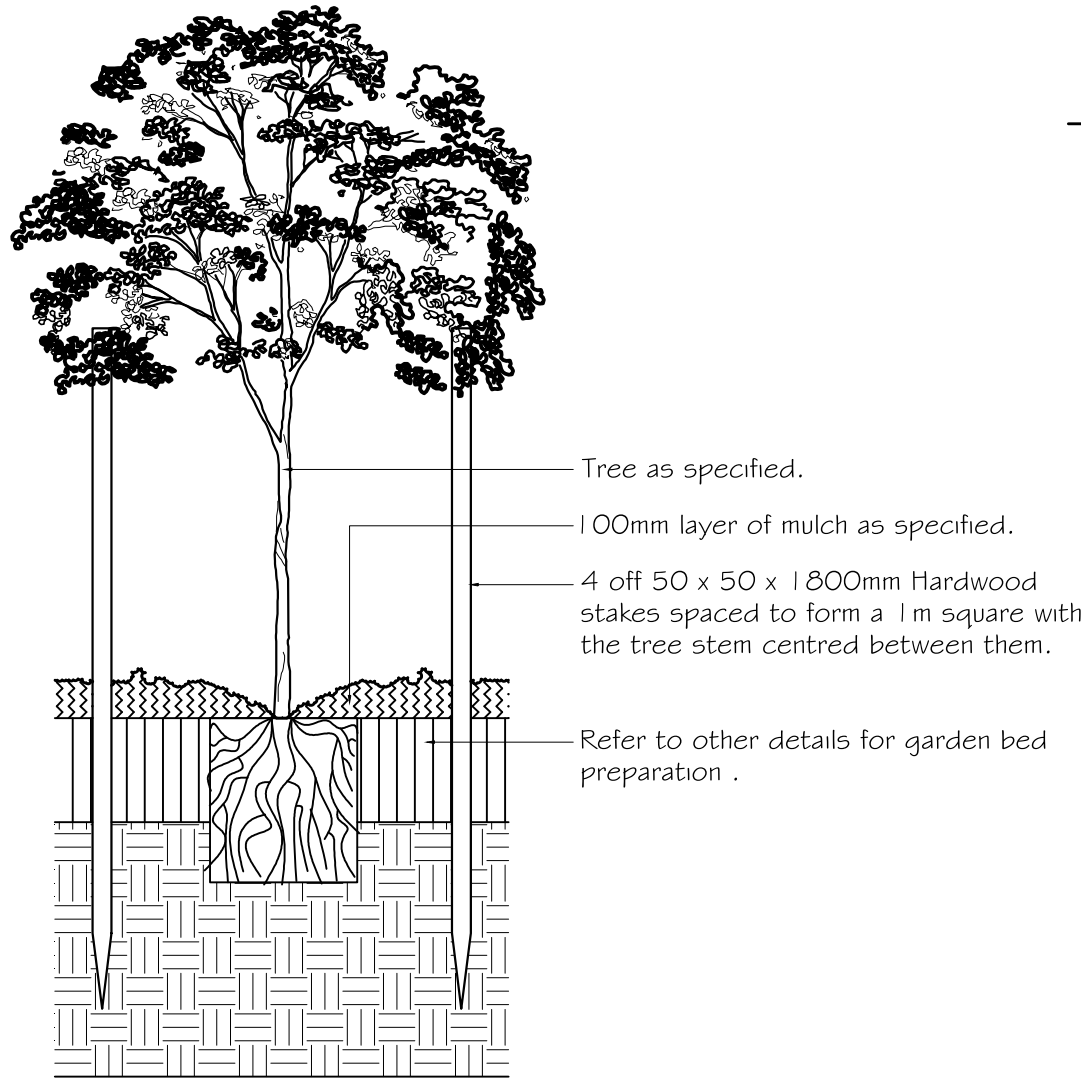 Tree as specified.
100mm layer of mulch as specified.
4 off 50 x 50 x 1800mm Hardwood
stakes spaced to form a 1m square with
the tree stem centred between them.
Refer to other details for garden bed
preparation .